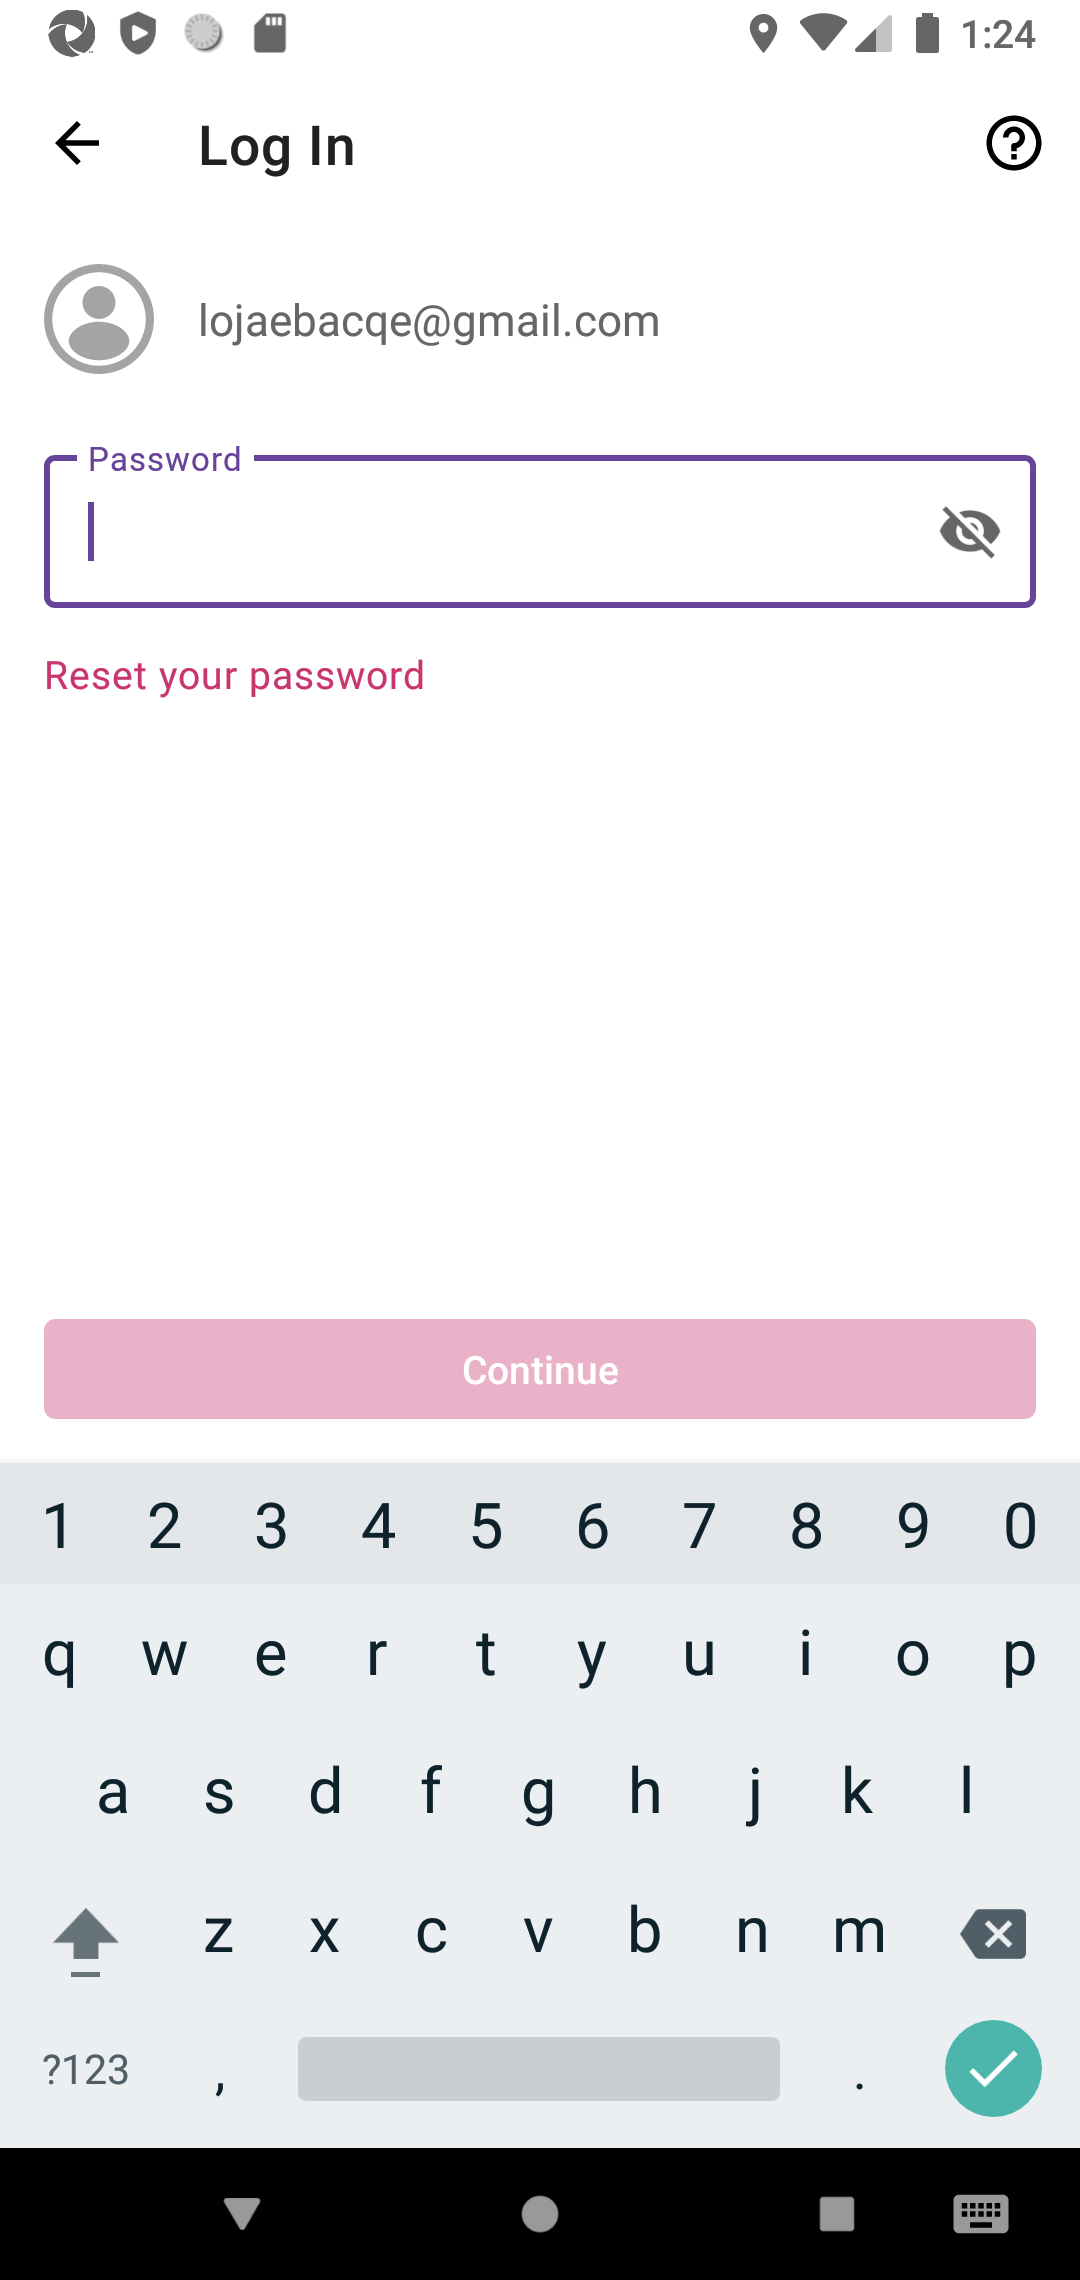 1:24
Log In
lojaebacqe@gmail.com
Password
Reset your password
Continue
1 2 3 4 5 6 7 8 9 0
q w e r t y u i o p
a s d f g h j k l
z x c v b n m
?123 , .